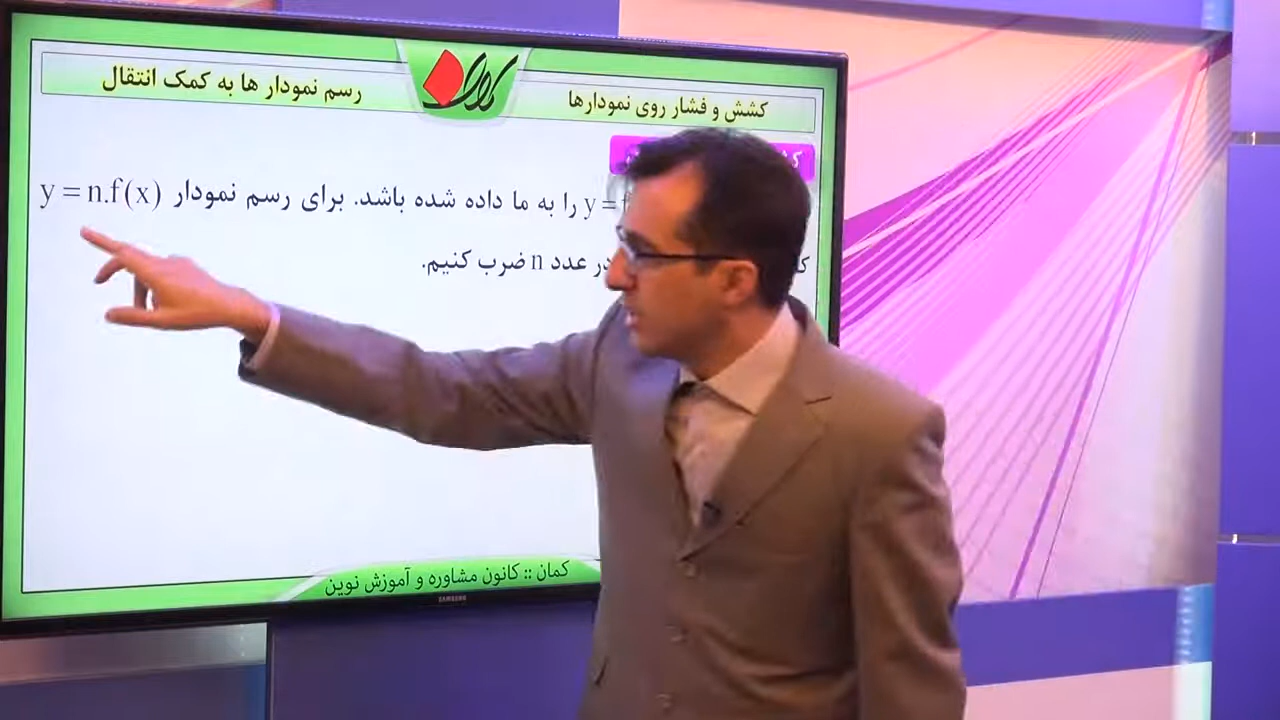 کشش و فشار روی نمودارها
رسم نمودار ها به کمک انتقال
کمان
y = f را به ما داده شده باشد. برای رسم نمودار y = n.f(x)
در عدد n ضرب کنیم.
کمان :: کانون مشاوره و آموزش نوین
SAMSUNG